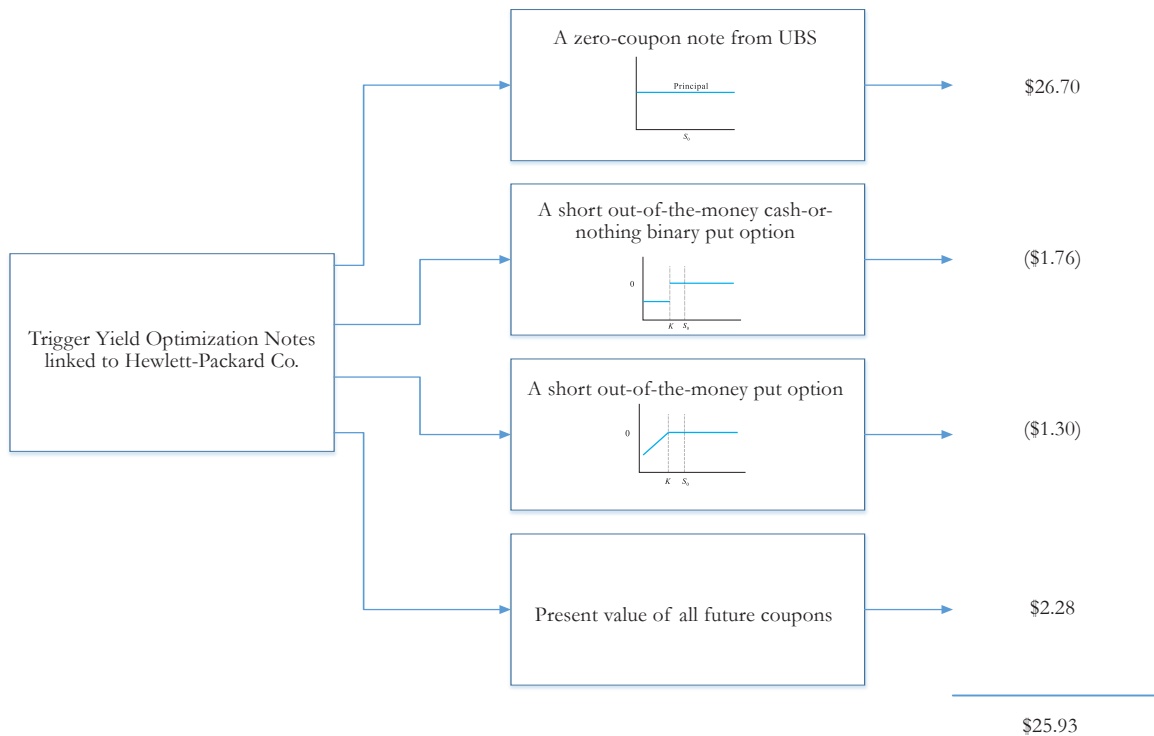 A zero-coupon note from UBS
Principal
S0
$26.70
A short out-of-the-money cash-or-
nothing binary put option
0
K S0
($1.76)
Trigger Yield Optimization Notes
linked to Hewlett-Packard Co.
A short out-of-the-money put option
0
K S0
($1.30)
Present value of all future coupons
$2.28
$25.93